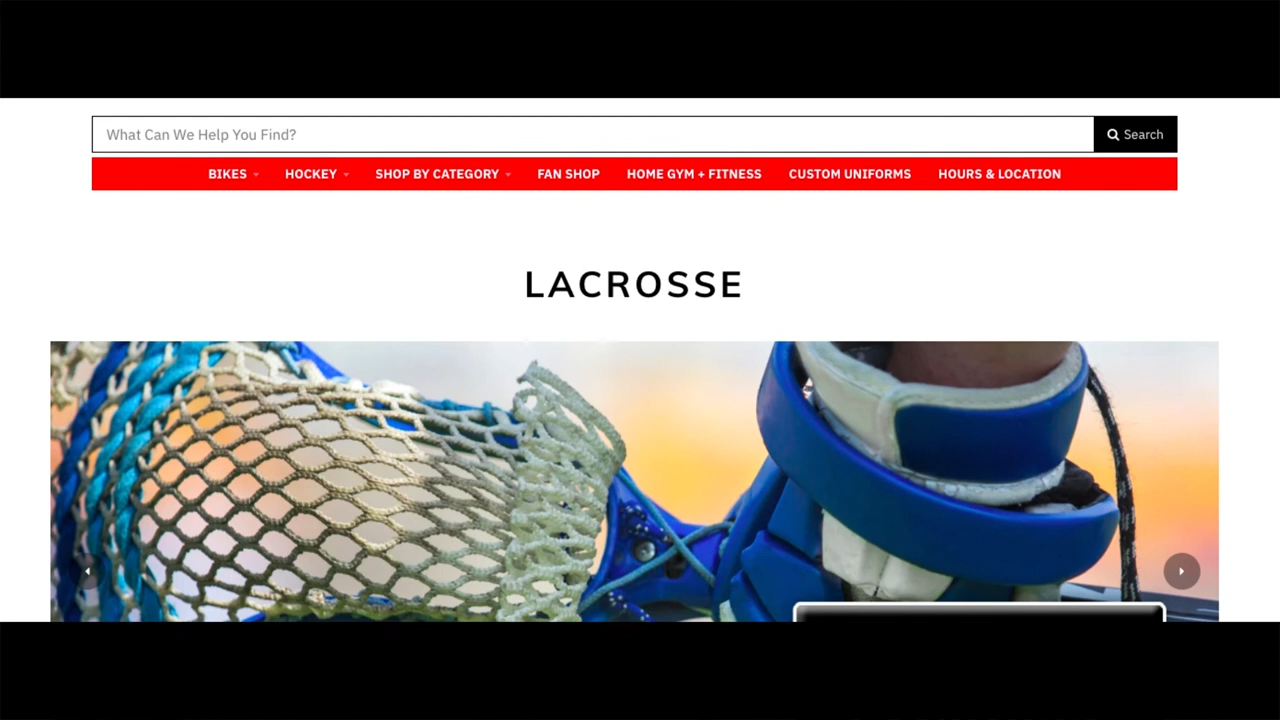 What Can We Help You Find?
Search
BIKES HOCKEY SHOP BY CATEGORY FAN SHOP HOME GYM + FITNESS CUSTOM UNIFORMS HOURS & LOCATION
LACROSSE